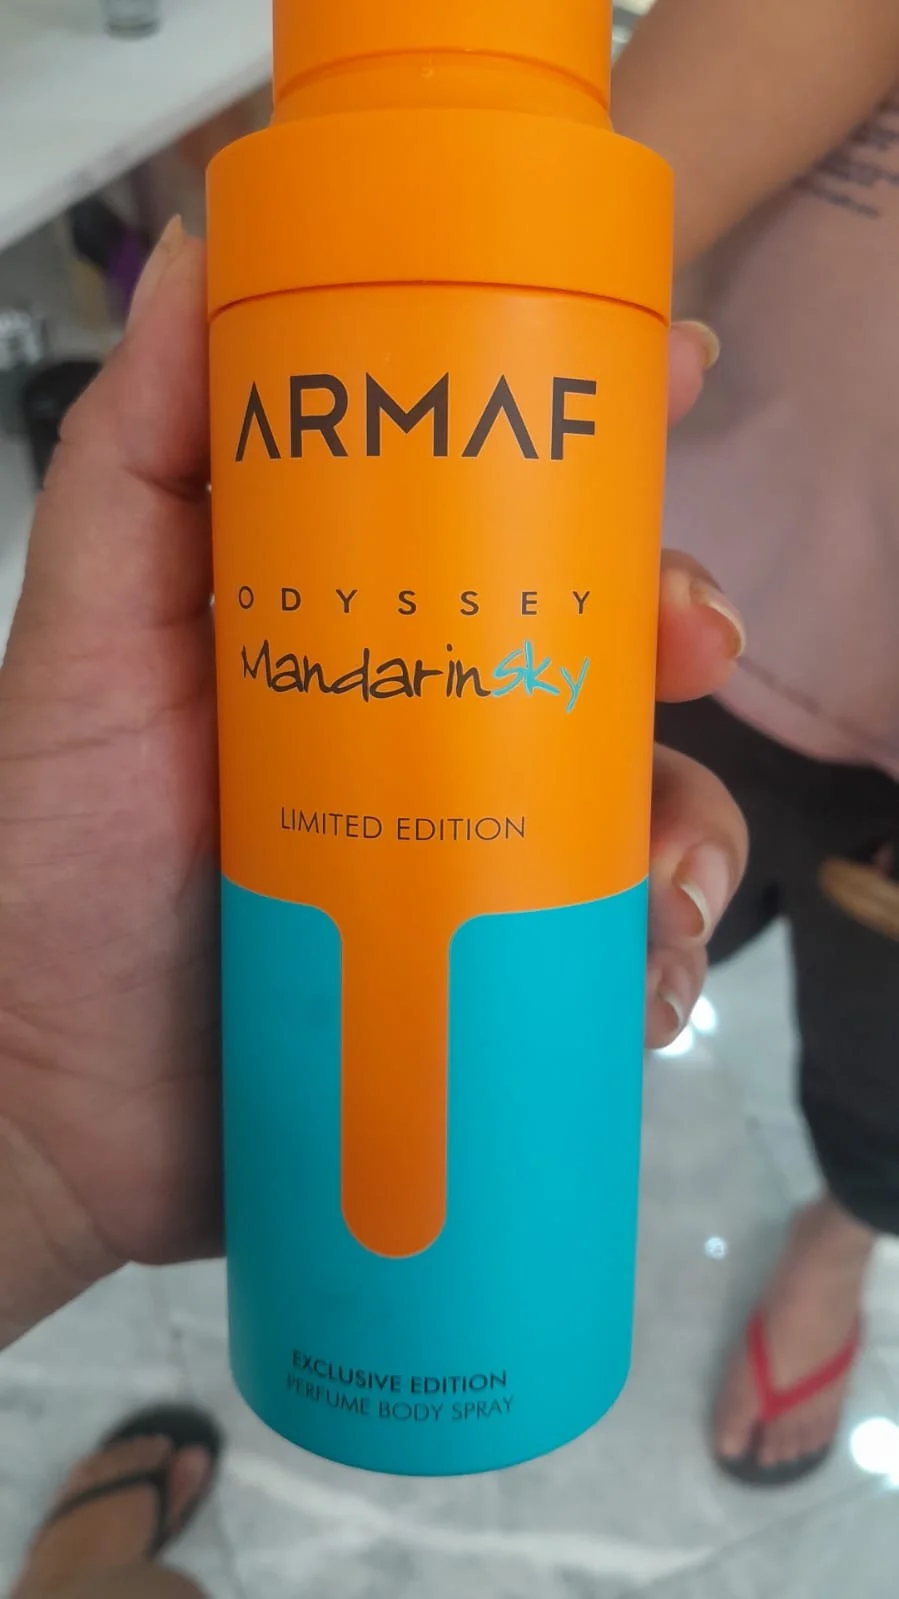 ARMAF
ODYSSEY
MandarinSky
LIMITED EDITION
EXCLUSIVE EDITION
PERFUME BODY SPRAY